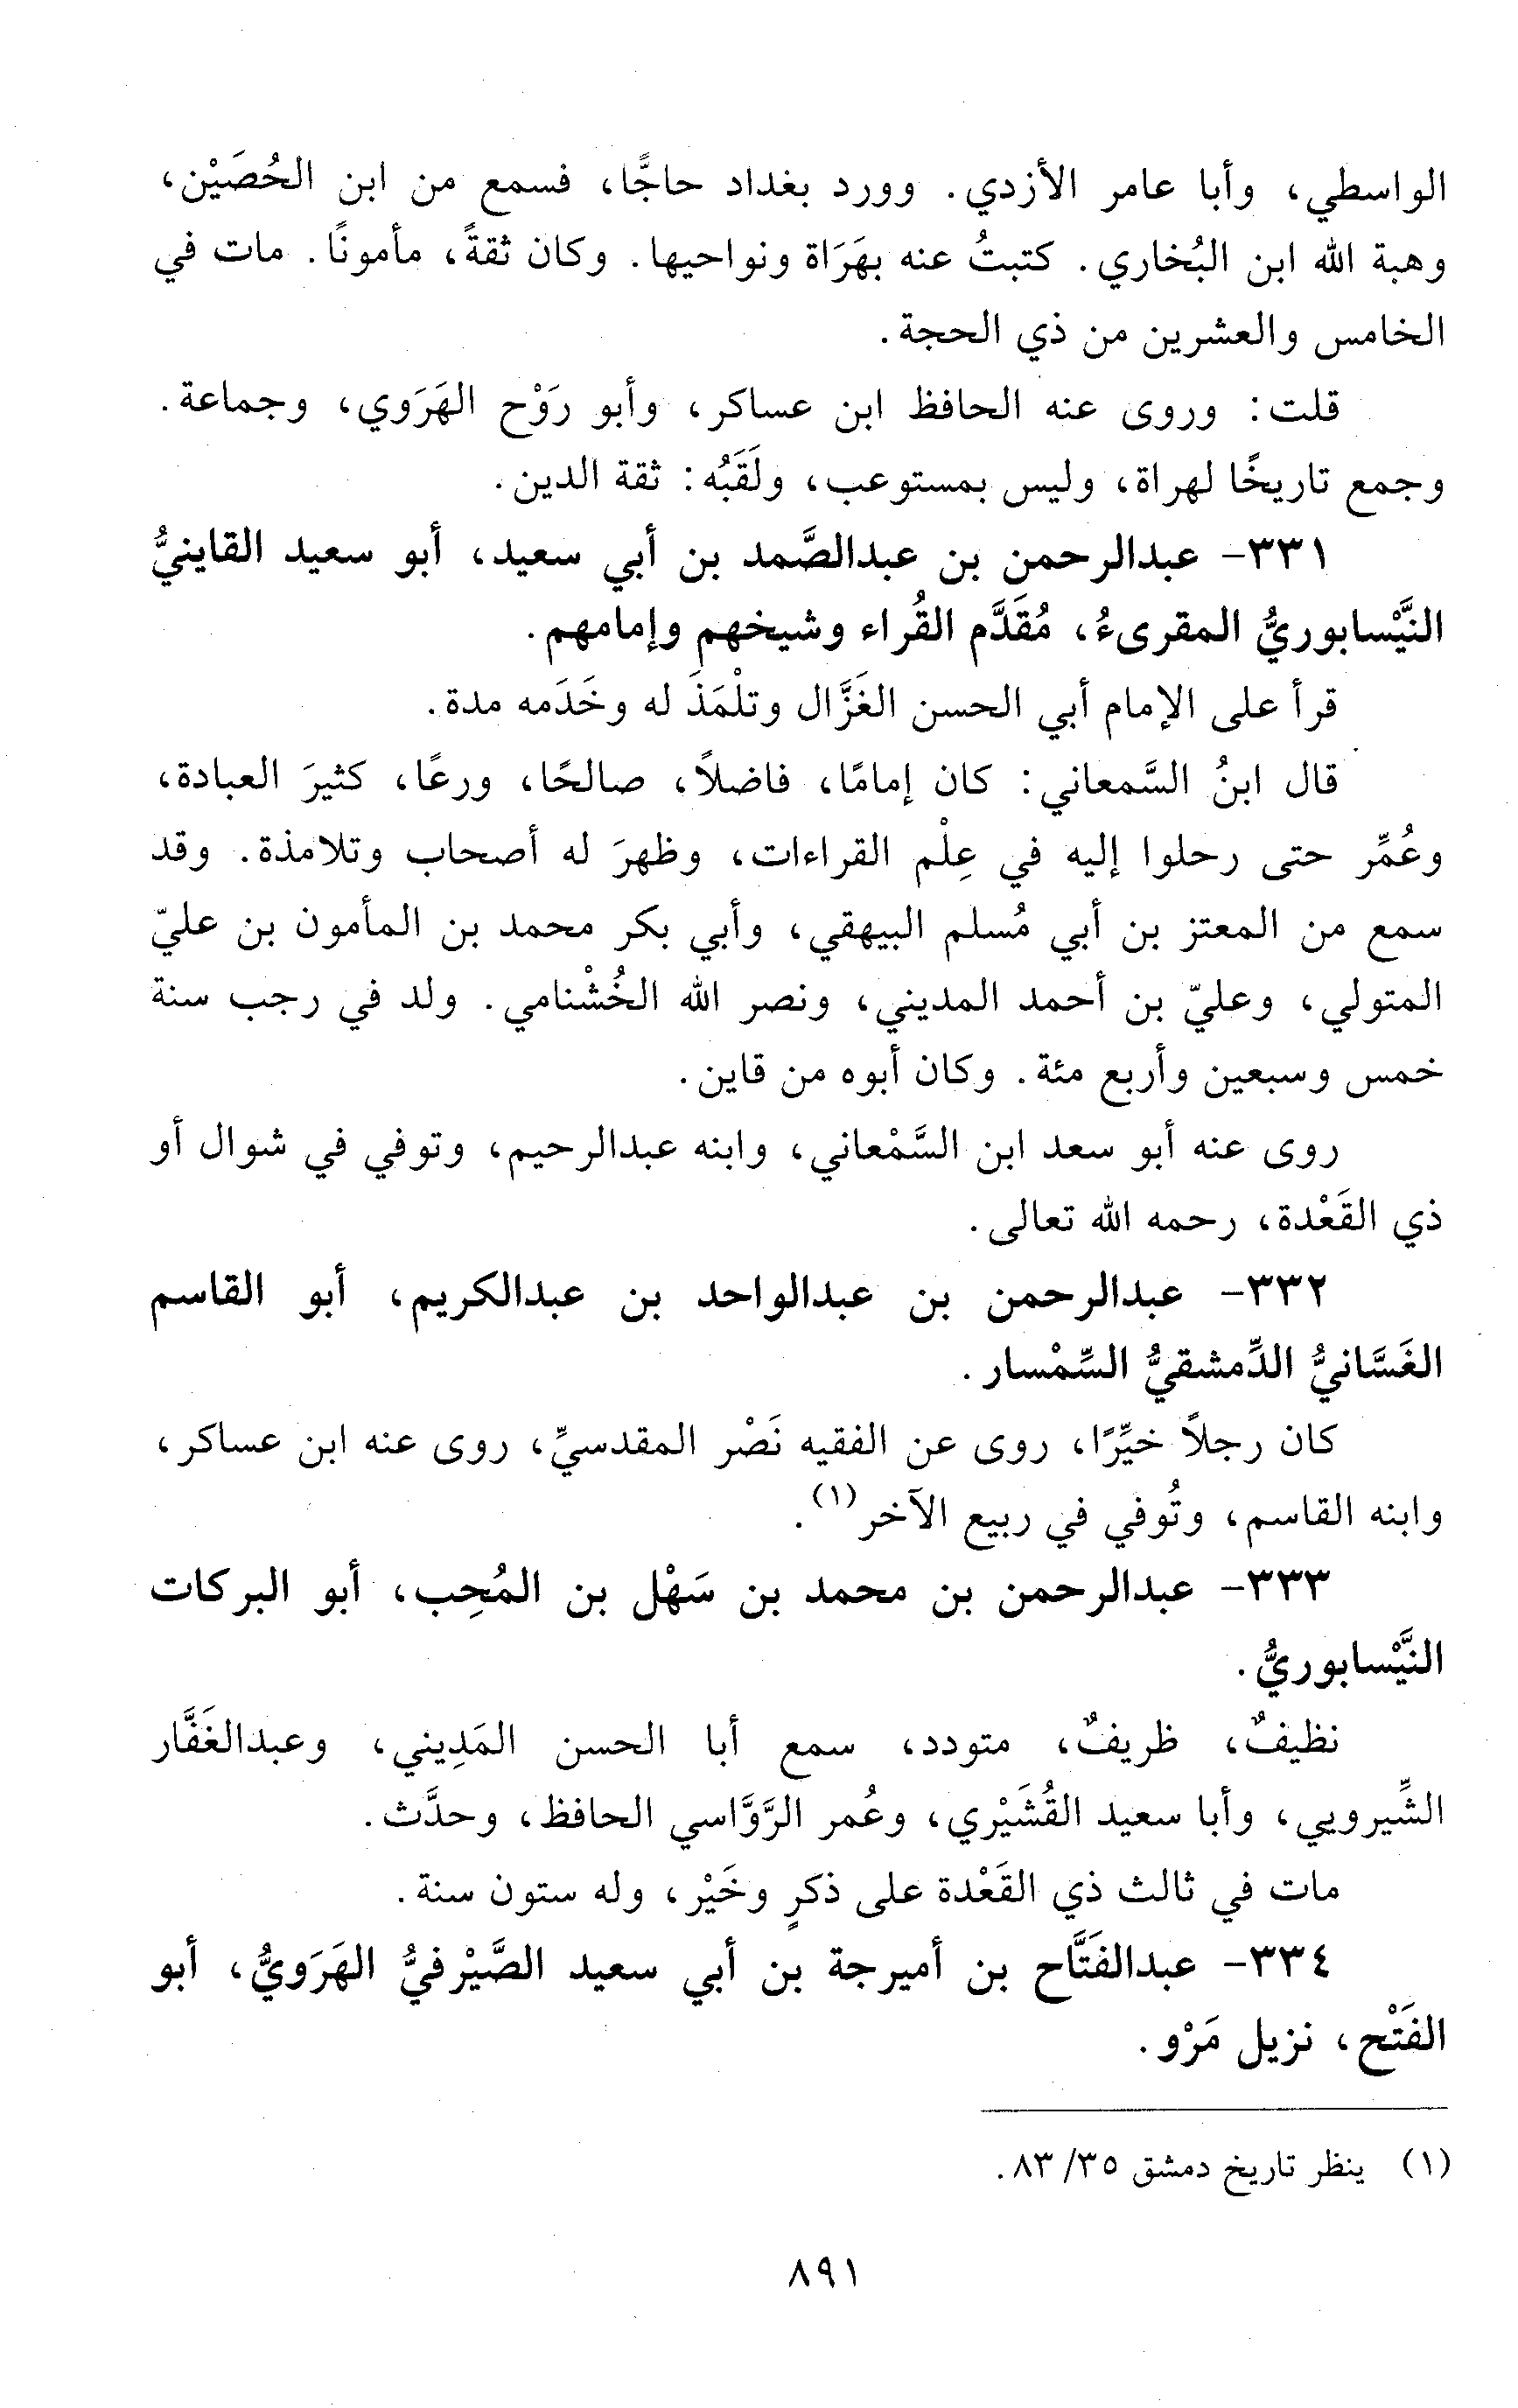 الواسطي، وأبا عامر الأزدي. وورد بغداد حاجًّا، فسمع من ابن الحُصَيْن،
وهبة الله ابن البُخاري. كتبتُ عنه بهَرَاة ونواحيها. وكان ثقةً، مأمونًا. مات في
الخامس والعشرين من ذي الحجة.
قلت: وروى عنه الحافظ ابن عساكر، وأبو رَوْح الهَرَوي، وجماعة.
وجمع تاريخًا لهراة، وليس بمستوعب، ولَقَبُه: ثقة الدين.
٣٣١- عبدالرحمن بن عبدالصَّمد بن أبي سعيد، أبو سعيد القاينيُّ
النَّيْسابوريُّ المقرىءُ، مُقَدَّم القُراء وشيخهم وإمامهم.
قرأ على الإمام أبي الحسن الغَزَّال وتلْمَذَ له وخَدَمه مدة.
قال ابنُ السَّمعاني: كان إمامًا، فاضلاً، صالحًا، ورعًا، كثيرَ العبادة،
وعُمِّر حتى رحلوا إليه في عِلْم القراءات، وظهرَ له أصحاب وتلامذة. وقد
سمع من المعتز بن أبي مُسلم البيهقي، وأبي بكر محمد بن المأمون بن عليّ
المتولي، وعليّ بن أحمد المديني، ونصر الله الخُشْنامي. ولد في رجب سنة
خمس وسبعين وأربع مئة. وكان أبوه من قاين.
روى عنه أبو سعد ابن السَّمْعاني، وابنه عبدالرحيم، وتوفي في شوال أو
ذي القَعْدة، رحمه الله تعالى.
٣٣٢- عبدالرحمن بن عبدالواحد بن عبدالكريم، أبو القاسم
الغَسَّانيُّ الدِّمشقيُّ السِّمْسار.
كان رجلاً خيِّرًا، روى عن الفقيه نَصْر المقدسيِّ، روى عنه ابن عساكر،
وابنه القاسم، وتُوفي في ربيع الآخر(١).
٣٣٣- عبدالرحمن بن محمد بن سَهْل بن المُحِب، أبو البركات
النَّيْسابوريُّ.
نظيفٌ، ظريفٌ، متودد، سمع أبا الحسن المَدِيني، وعبدالغَفَّار
الشِّيرويي، وأبا سعيد القُشَيْري، وعُمر الرَّوَّاسي الحافظ، وحدَّث.
مات في ثالث ذي القَعْدة على ذكرٍ وخَيْر، وله ستون سنة.
٣٣٤- عبدالفَتَّاح بن أميرجة بن أبي سعيد الصَّيْرفيُّ الهَرَويُّ، أبو
الفَتْح، نزيل مَرْو.
(١) ينظر تاريخ دمشق ٣٥/ ٨٣.
٨٩١